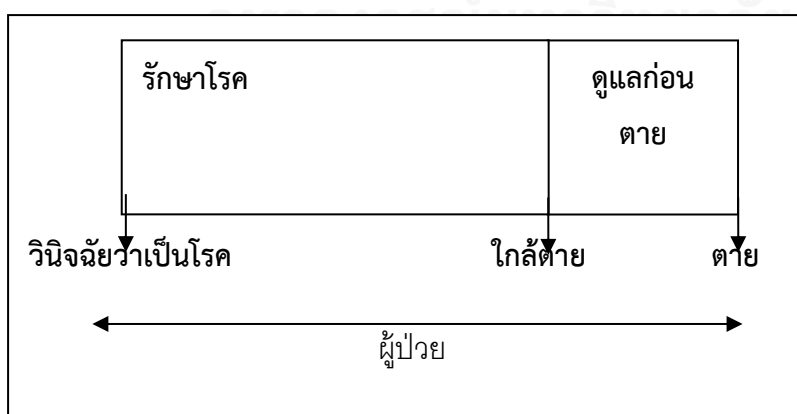 รักษาโรค
ดูแลก่อน
ตาย
วินิจฉัยว่าเป็นโรค
ใกล้ตาย
ตาย
ผู้ป่วย